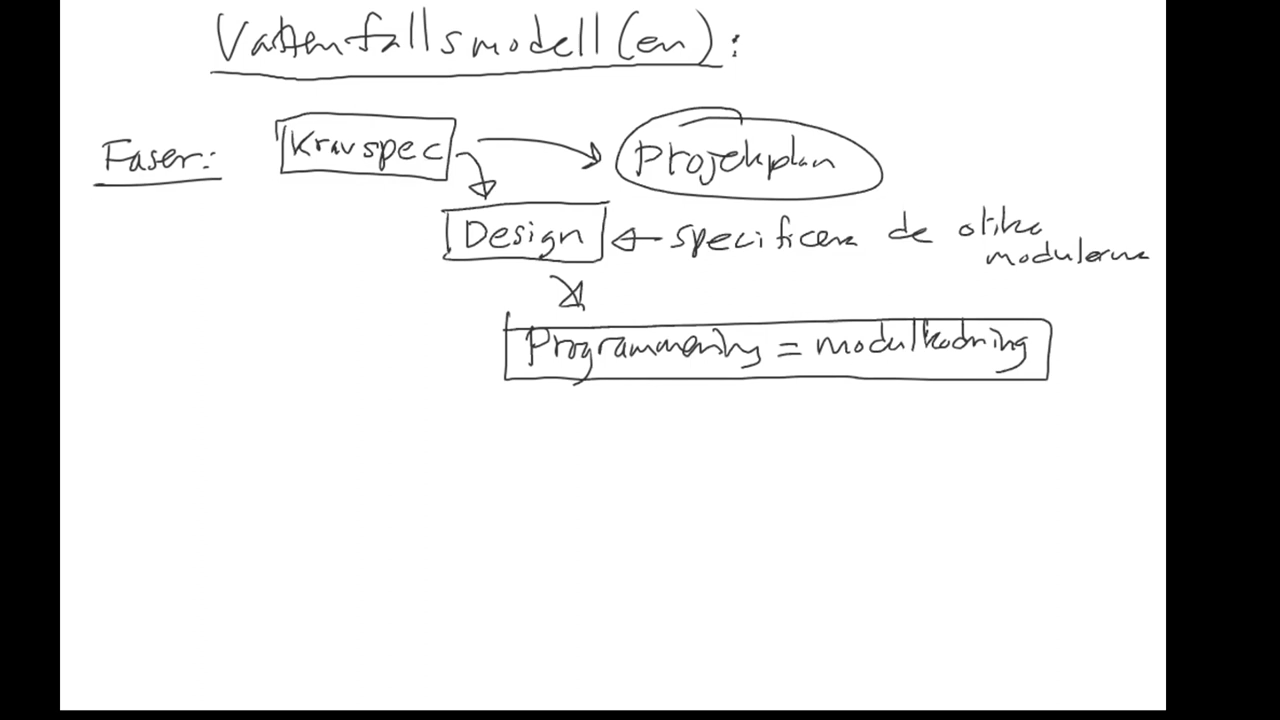 Vattenfallsmodell(en):
Faser: Kravspec Projektplan
Design ← specificera de olika
modulerna
Programmering = modulkodning